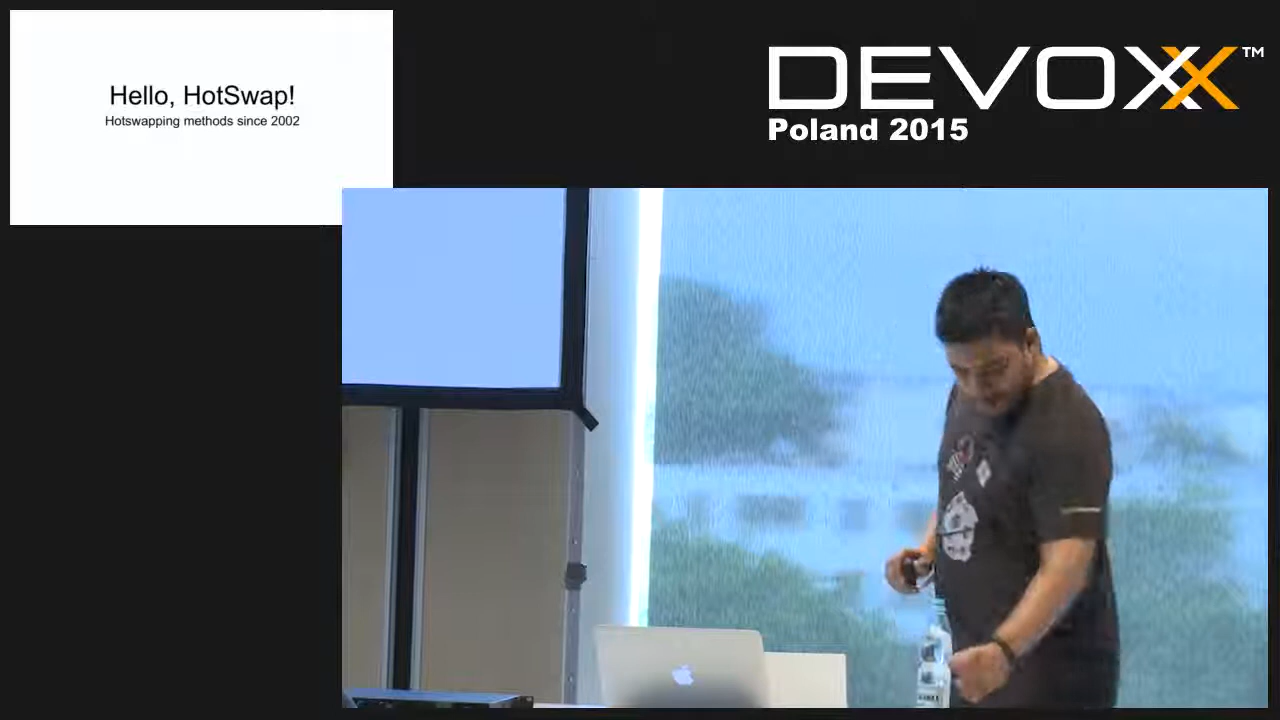 Hello, HotSwap!
Hotswapping methods since 2002
DEVOXX™
Poland 2015